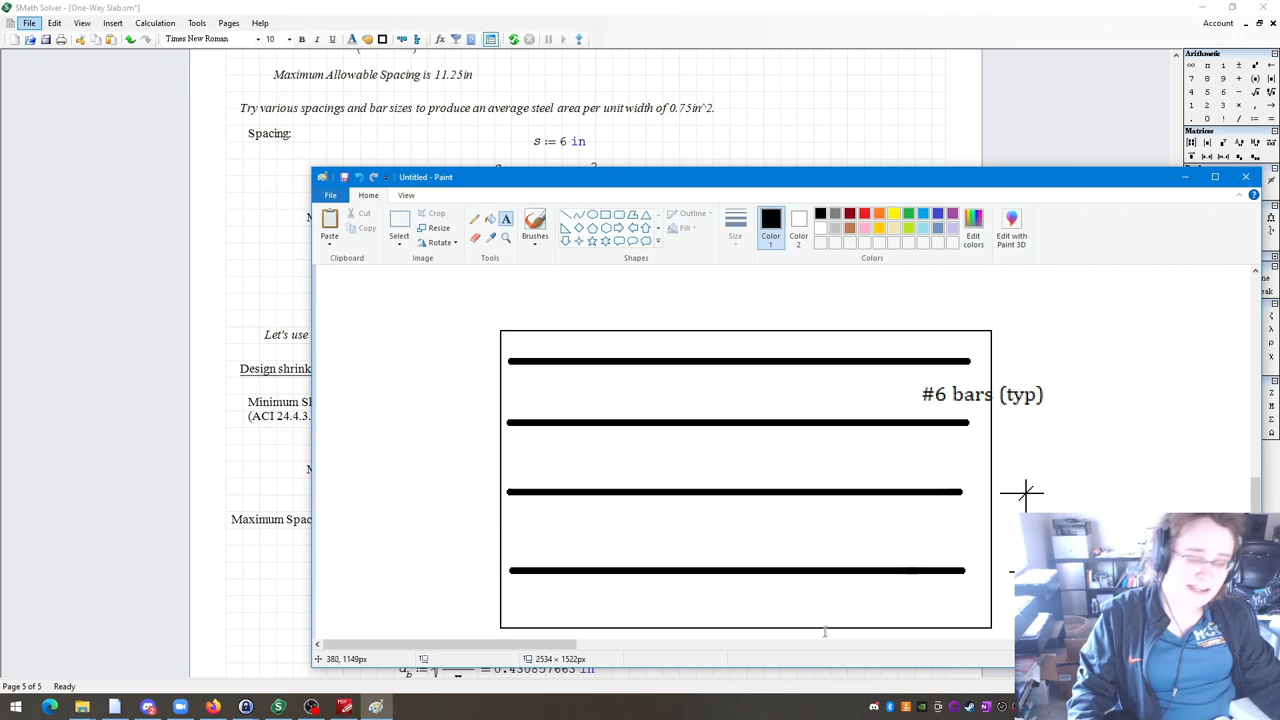 SMath Solver - [One-Way Slab.sm*]
File Edit View Insert Calculation Tools Pages Help
Account
Times New Roman 10
Maximum Allowable Spacing is 11.25in
Try various spacings and bar sizes to produce an average steel area per unit width of 0.75in^2.
Spacing:
s := 6 in
Arithmetic
Matrices
Untitled - Paint
File Home View
Paste
Cut
Copy
Select
Crop
Resize
Rotate
Brushes
Outline
Fill
Size
Color 1
Color 2
Edit colors
Edit with Paint 3D
Clipboard Image Tools Shapes Colors
#6 bars (typ)
Let's use
Design shrink
Minimum S
(ACI 24.4.3.
Maximum Spac
380, 1149px
2534 × 1522px
= 0.430857663 in
Page 5 of 5 Ready